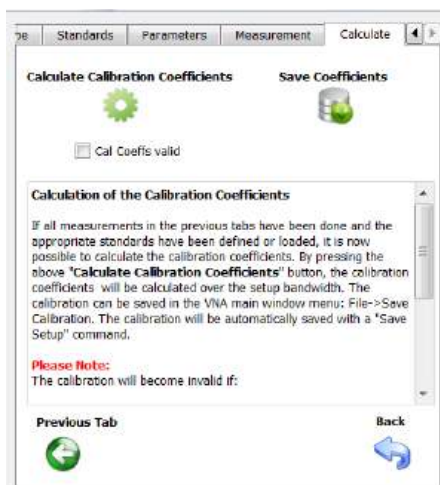 Standards Parameters Measurement Calculate
Calculate Calibration Coefficients Save Coefficients
Cal Coeffs valid
Calculation of the Calibration Coefficients
If all measurements in the previous tabs have been done and the
appropriate standards have been defined or loaded, it is now
possible to calculate the calibration coefficients. By pressing the
above "Calculate Calibration Coefficients" button, the calibration
coefficients will be calculated over the setup bandwidth. The
calibration can be saved in the VNA main window menu: File->Save
Calibration. The calibration will be automatically saved with a "Save
Setup" command.
Please Note:
The calibration will become invalid if:
Previous Tab Back